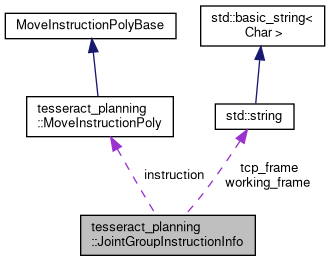 MoveInstructionPolyBase
std::basic_string<
Char >
tesseract_planning
::MoveInstructionPoly
std::string
instruction
tcp_frame
working_frame
tesseract_planning
::JointGroupInstructionInfo